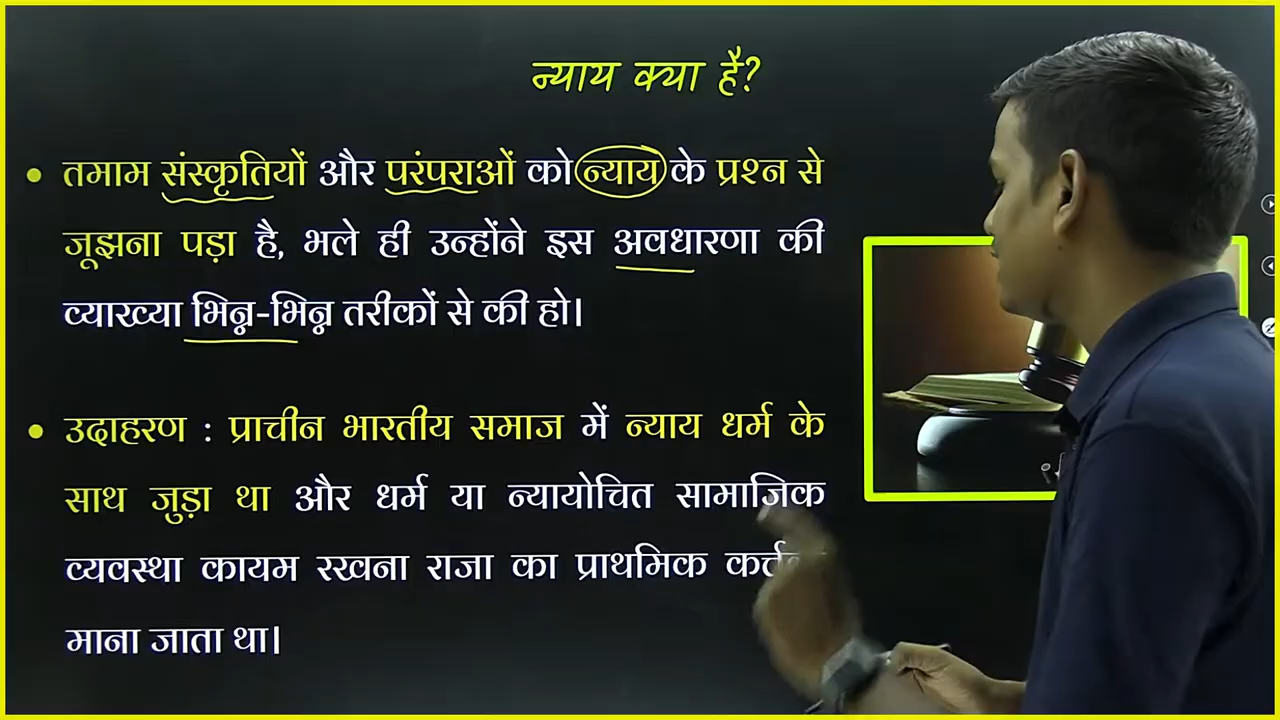 न्याय क्या है?
• तमाम संस्कृतियों और परंपराओं को न्याय के प्रश्न से
जूझना पड़ा है, भले ही उन्होंने इस अवधारणा की
व्याख्या भिन्न-भिन्न तरीकों से की हो।
• उदाहरण : प्राचीन भारतीय समाज में न्याय धर्म के
साथ जुड़ा था और धर्म या न्यायोचित सामाजिक
व्यवस्था कायम रखना राजा का प्राथमिक
माना जाता था।